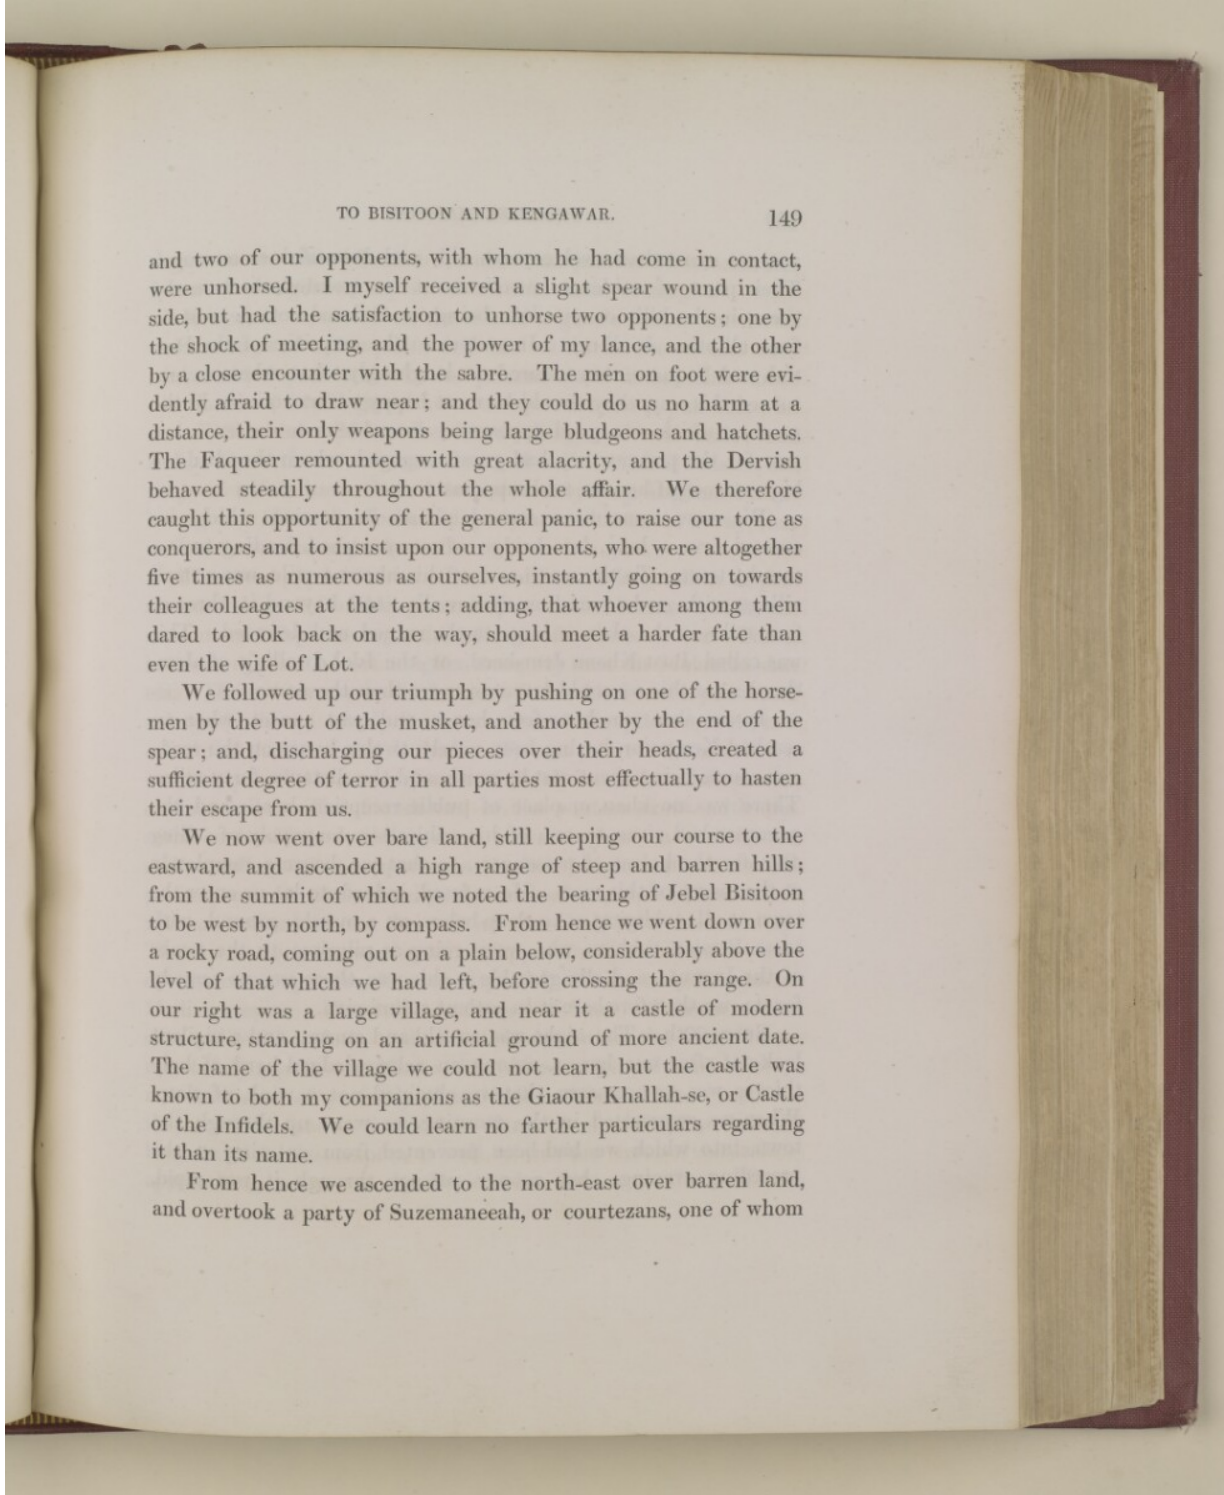 TO BISITOON AND KENGAWAR. 149
and two of our opponents, with whom he had come in contact,
were unhorsed. I myself received a slight spear wound in the
side, but had the satisfaction to unhorse two opponents; one by
the shock of meeting, and the power of my lance, and the other
by a close encounter with the sabre. The men on foot were evi-
dently afraid to draw near; and they could do us no harm at a
distance, their only weapons being large bludgeons and hatchets.
The Faqueer remounted with great alacrity, and the Dervish
behaved steadily throughout the whole affair. We therefore
caught this opportunity of the general panic, to raise our tone as
conquerors, and to insist upon our opponents, who were altogether
five times as numerous as ourselves, instantly going on towards
their colleagues at the tents; adding, that whoever among them
dared to look back on the way, should meet a harder fate than
even the wife of Lot.
We followed up our triumph by pushing on one of the horse-
men by the butt of the musket, and another by the end of the
spear; and, discharging our pieces over their heads, created a
sufficient degree of terror in all parties most effectually to hasten
their escape from us.
We now went over bare land, still keeping our course to the
eastward, and ascended a high range of steep and barren hills;
from the summit of which we noted the bearing of Jebel Bisitoon
to be west by north, by compass. From hence we went down over
a rocky road, coming out on a plain below, considerably above the
level of that which we had left, before crossing the range. On
our right was a large village, and near it a castle of modern
structure, standing on an artificial ground of more ancient date.
The name of the village we could not learn, but the castle was
known to both my companions as the Giaour Khallah-se, or Castle
of the Infidels. We could learn no farther particulars regarding
it than its name.
From hence we ascended to the north-east over barren land,
and overtook a party of Suzemanéeah, or courtezans, one of whom